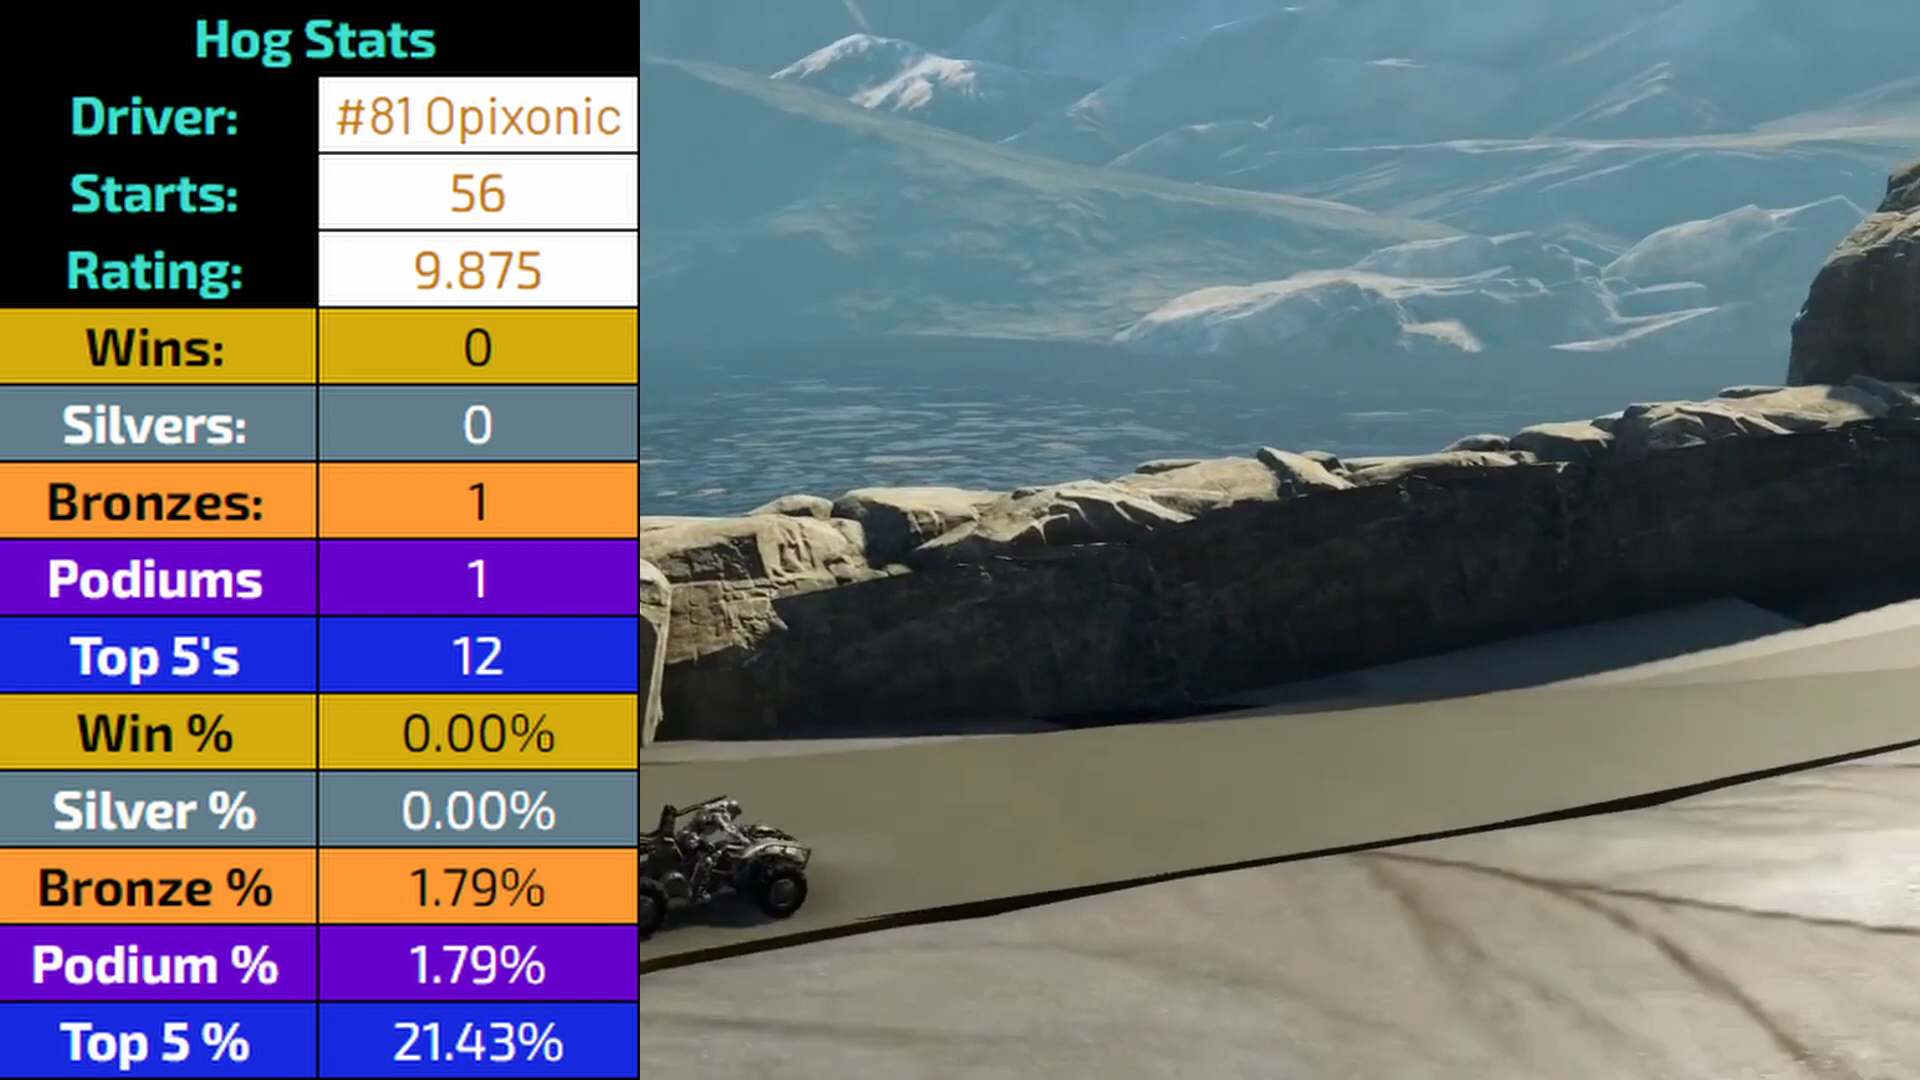 Hog Stats
Driver: #81 Opixonic
Starts: 56
Rating: 9.875
Wins: 0
Silvers: 0
Bronzes: 1
Podiums 1
Top 5's 12
Win % 0.00%
Silver % 0.00%
Bronze % 1.79%
Podium % 1.79%
Top 5 % 21.43%